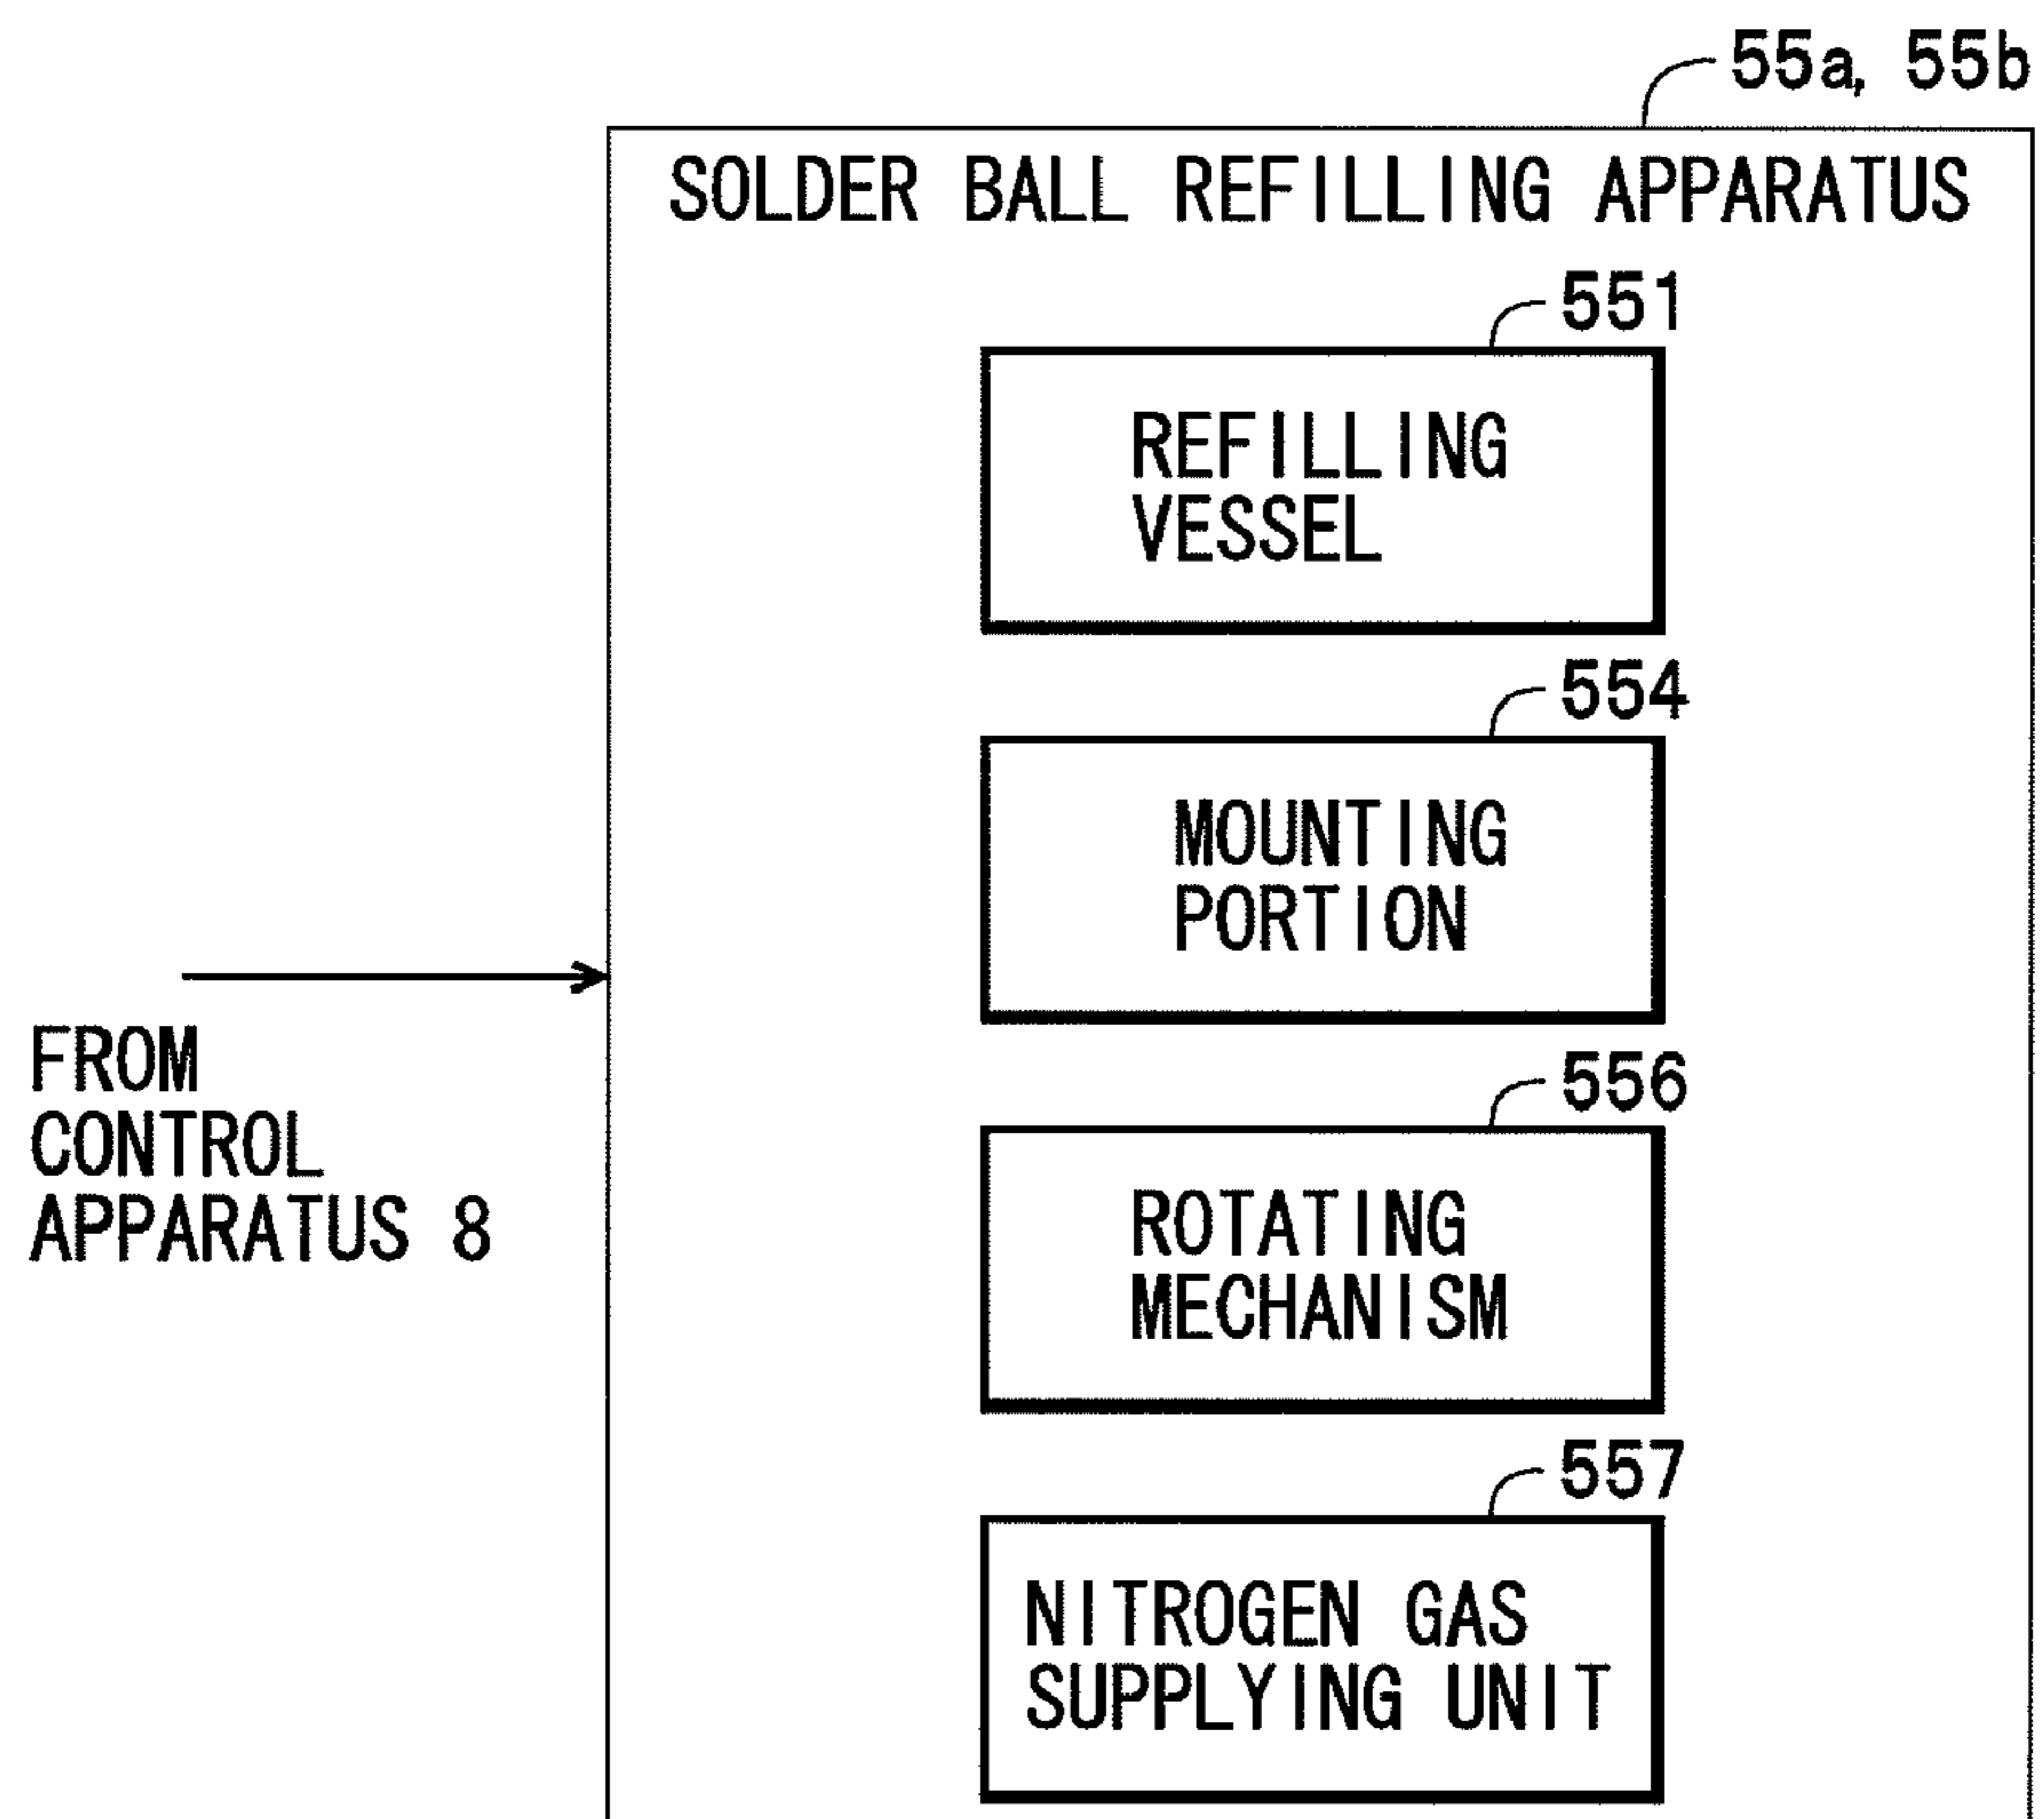 55a, 55b
SOLDER BALL REFILLING APPARATUS
551
REFILLING
VESSEL
554
MOUNTING
PORTION
FROM
CONTROL
APPARATUS 8
556
ROTATING
MECHANISM
557
NITROGEN GAS
SUPPLYING UNIT